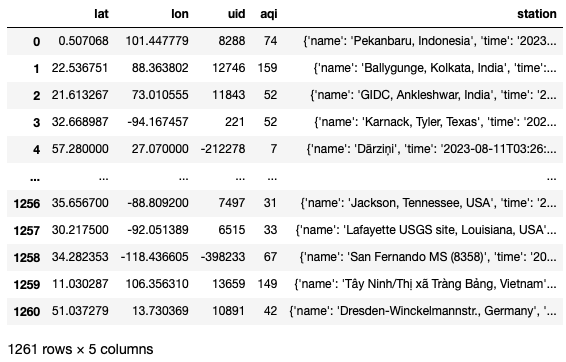 lat lon uid aqi station
0 0.507068 101.447779 8288 74 {'name': 'Pekanbaru, Indonesia', 'time': '2023...
1 22.536751 88.363802 12746 159 {'name': 'Ballygunge, Kolkata, India', 'time':...
2 21.613267 73.010555 11843 52 {'name': 'GIDC, Ankleshwar, India', 'time': '2...
3 32.668987 -94.167457 221 52 {'name': 'Karnack, Tyler, Texas', 'time': '202...
4 57.280000 27.070000 -212278 7 {'name': 'Dārziņi', 'time': '2023-08-11T03:26:...
... ... ... ... ... ...
1256 35.656700 -88.809200 7497 31 {'name': 'Jackson, Tennessee, USA', 'time': '2...
1257 30.217500 -92.051389 6515 33 {'name': 'Lafayette USGS site, Louisiana, USA'...
1258 34.282353 -118.436605 -398233 67 {'name': 'San Fernando MS (8358)', 'time': '20...
1259 11.030287 106.356310 13659 149 {'name': 'Tây Ninh/Thị xã Tràng Bảng, Vietnam'...
1260 51.037279 13.730369 10891 42 {'name': 'Dresden-Winckelmannstr., Germany', '...
1261 rows × 5 columns